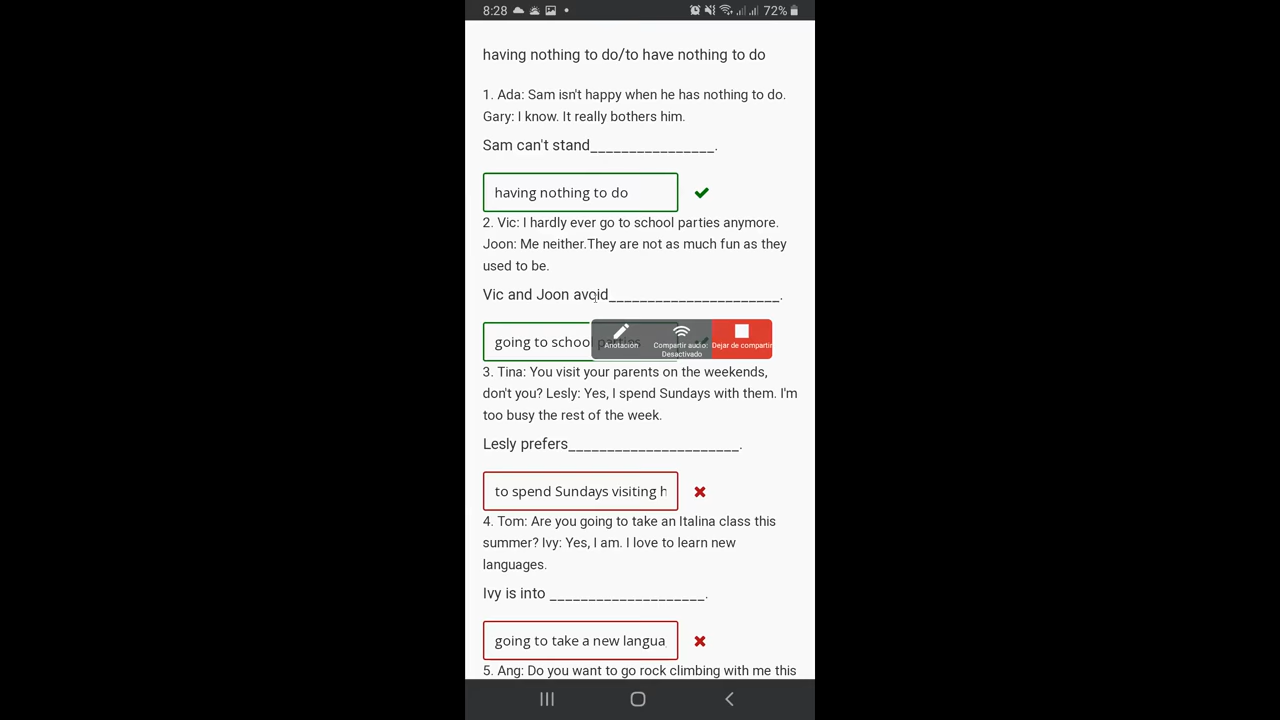 8:28 72%
having nothing to do/to have nothing to do
1. Ada: Sam isn't happy when he has nothing to do.
Gary: I know. It really bothers him.
Sam can't stand________________.
having nothing to do
2. Vic: I hardly ever go to school parties anymore.
Joon: Me neither.They are not as much fun as they
used to be.
Vic and Joon avoid______________________.
going to school parties
Anotación
Compartir audio:
Desactivado
Dejar de compartir
3. Tina: You visit your parents on the weekends,
don't you? Lesly: Yes, I spend Sundays with them. I'm
too busy the rest of the week.
Lesly prefers______________________.
to spend Sundays visiting h
4. Tom: Are you going to take an Italina class this
summer? Ivy: Yes, I am. I love to learn new
languages.
Ivy is into ____________________.
going to take a new langua
5. Ang: Do you want to go rock climbing with me this